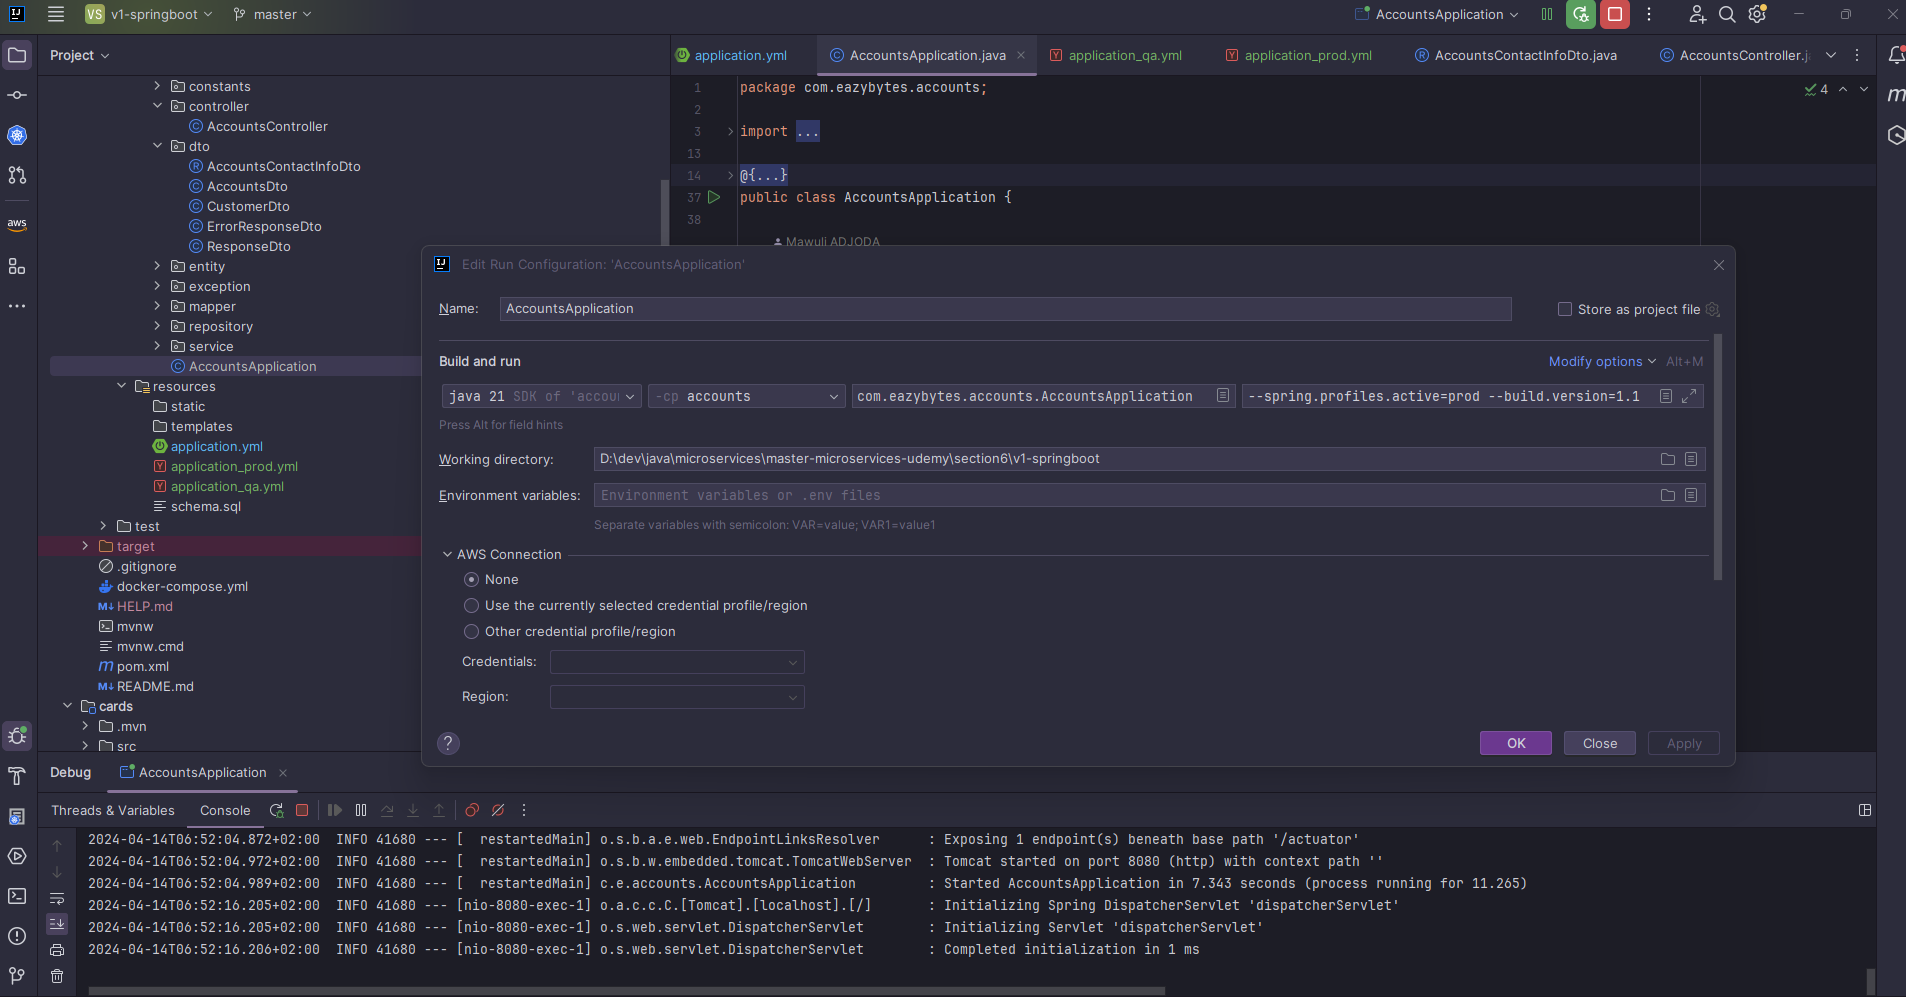 VS v1-springboot
master
AccountsApplication
Project
application.yml
AccountsApplication.java
application_qa.yml
application_prod.yml
AccountsContactInfoDto.java
AccountsController.j
constants
controller
AccountsController
dto
AccountsContactInfoDto
AccountsDto
CustomerDto
ErrorResponseDto
ResponseDto
entity
exception
mapper
repository
service
AccountsApplication
resources
static
templates
application.yml
application_prod.yml
application_qa.yml
schema.sql
test
target
.gitignore
docker-compose.yml
HELP.md
mvnw
mvnw.cmd
pom.xml
README.md
cards
.mvn
src
aws
1 package com.eazybytes.accounts;
2
3 import ...
13
14 @{...}
37 public class AccountsApplication {
38
Mawuli ADJODA
4
Edit Run Configuration: 'AccountsApplication'
Name: AccountsApplication
Store as project file
Build and run
Modify options Alt+M
java 21 SDK of 'accou
-cp accounts
com.eazybytes.accounts.AccountsApplication
--spring.profiles.active=prod --build.version=1.1
Press Alt for field hints
Working directory: D:\dev\java\microservices\master-microservices-udemy\section6\v1-springboot
Environment variables: Environment variables or .env files
Separate variables with semicolon: VAR=value; VAR1=value1
AWS Connection
None
Use the currently selected credential profile/region
Other credential profile/region
Credentials:
Region:
?
OK
Close
Apply
Debug
AccountsApplication
Threads & Variables
Console
2024-04-14T06:52:04.872+02:00 INFO 41680 --- [ restartedMain] o.s.b.a.e.web.EndpointLinksResolver : Exposing 1 endpoint(s) beneath base path '/actuator'
2024-04-14T06:52:04.972+02:00 INFO 41680 --- [ restartedMain] o.s.b.w.embedded.tomcat.TomcatWebServer : Tomcat started on port 8080 (http) with context path ''
2024-04-14T06:52:04.989+02:00 INFO 41680 --- [ restartedMain] c.e.accounts.AccountsApplication : Started AccountsApplication in 7.343 seconds (process running for 11.265)
2024-04-14T06:52:16.205+02:00 INFO 41680 --- [nio-8080-exec-1] o.a.c.c.C.[Tomcat].[localhost].[/] : Initializing Spring DispatcherServlet 'dispatcherServlet'
2024-04-14T06:52:16.205+02:00 INFO 41680 --- [nio-8080-exec-1] o.s.web.servlet.DispatcherServlet : Initializing Servlet 'dispatcherServlet'
2024-04-14T06:52:16.206+02:00 INFO 41680 --- [nio-8080-exec-1] o.s.web.servlet.DispatcherServlet : Completed initialization in 1 ms